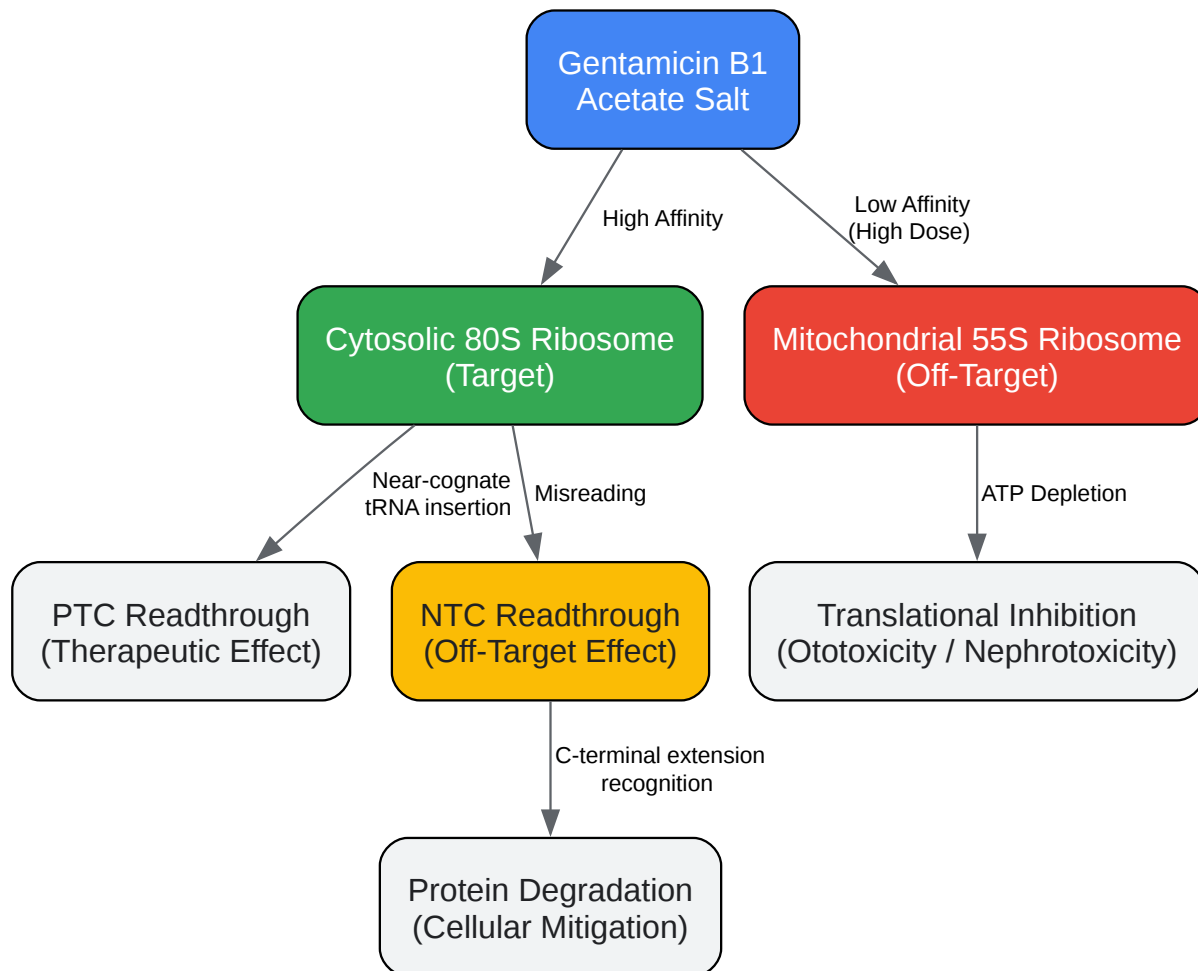 Gentamicin B1
Acetate Salt
High Affinity
Low Affinity
(High Dose)
Cytosolic 80S Ribosome
(Target)
Mitochondrial 55S Ribosome
(Off-Target)
Near-cognate
tRNA insertion
Misreading
ATP Depletion
PTC Readthrough
(Therapeutic Effect)
NTC Readthrough
(Off-Target Effect)
Translational Inhibition
(Ototoxicity / Nephrotoxicity)
C-terminal extension
recognition
Protein Degradation
(Cellular Mitigation)